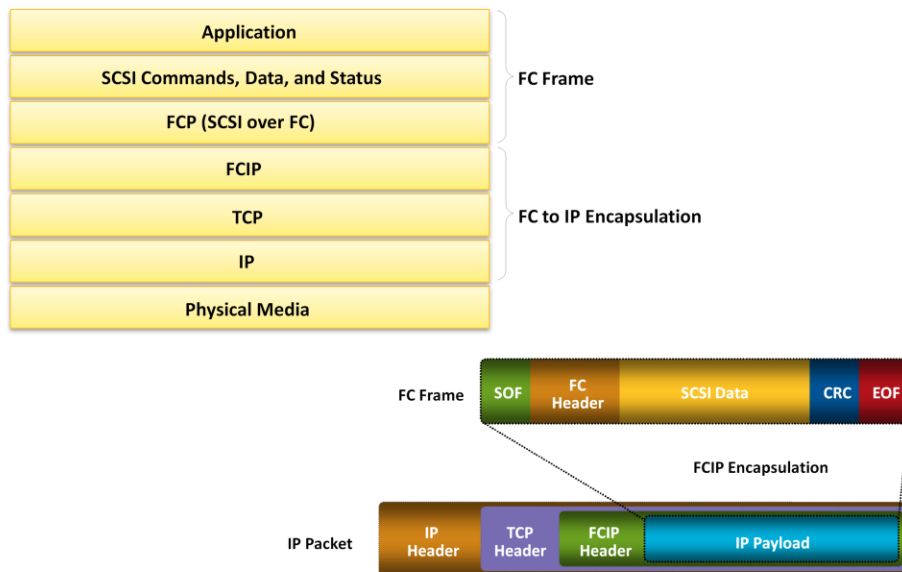 Application
SCSI Commands, Data, and Status
FCP (SCSI over FC)
FC Frame
FCIP
TCP
IP
FC to IP Encapsulation
Physical Media
FC Frame
SOF
FC
Header
SCSI Data
CRC
EOF
FCIP Encapsulation
IP Packet
IP
Header
TCP
Header
FCIP
Header
IP Payload